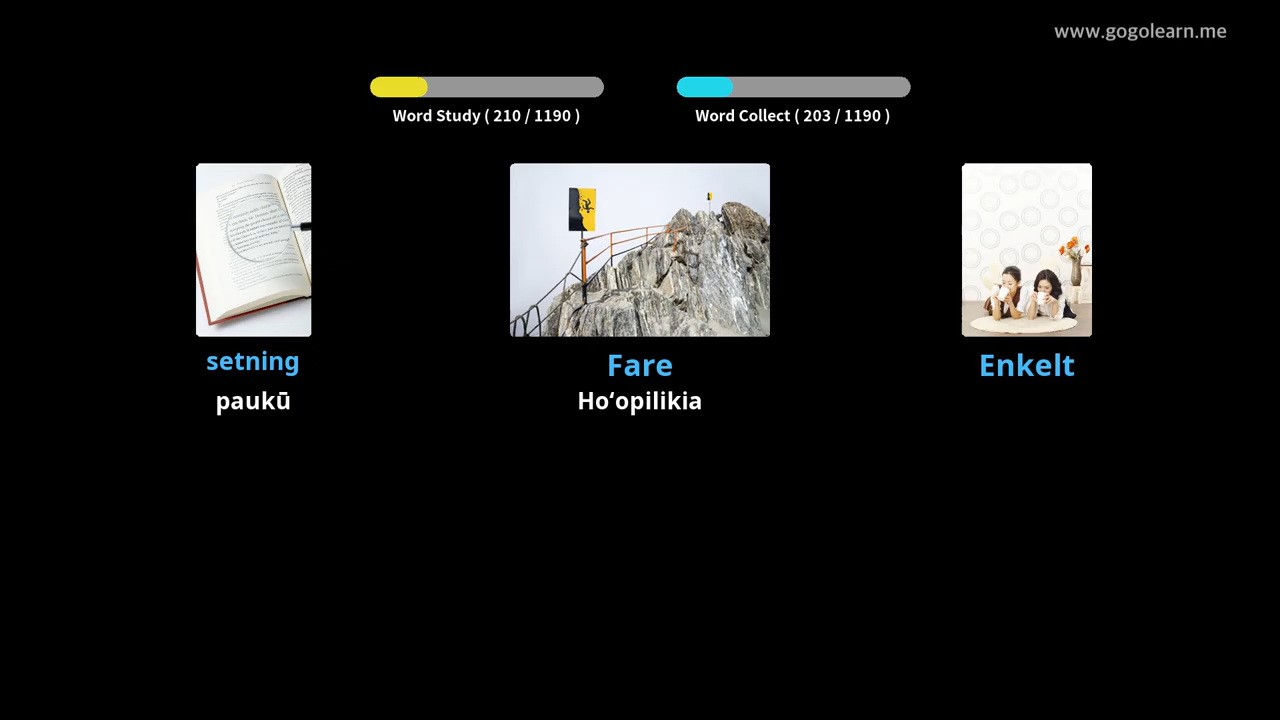 www.gogolearn.me
Word Study ( 210 / 1190 )
Word Collect ( 203 / 1190 )
setning
paukū
Fare
Hoʻopilikia
Enkelt